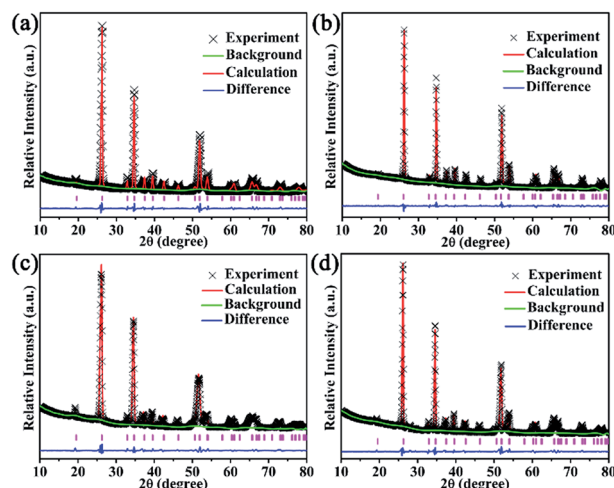 (a)
Experiment
Background
Calculation
Difference
Relative Intensity (a.u.)
10 20 30 40 50 60 70 80
2θ (degree)
(b)
Experiment
Calculation
Background
Difference
Relative Intensity (a.u.)
10 20 30 40 50 60 70 80
2θ (degree)
(c)
Experiment
Calculation
Background
Difference
Relative Intensity (a.u.)
10 20 30 40 50 60 70 80
2θ (degree)
(d)
Experiment
Calculation
Background
Difference
Relative Intensity (a.u.)
10 20 30 40 50 60 70 80
2θ (degree)